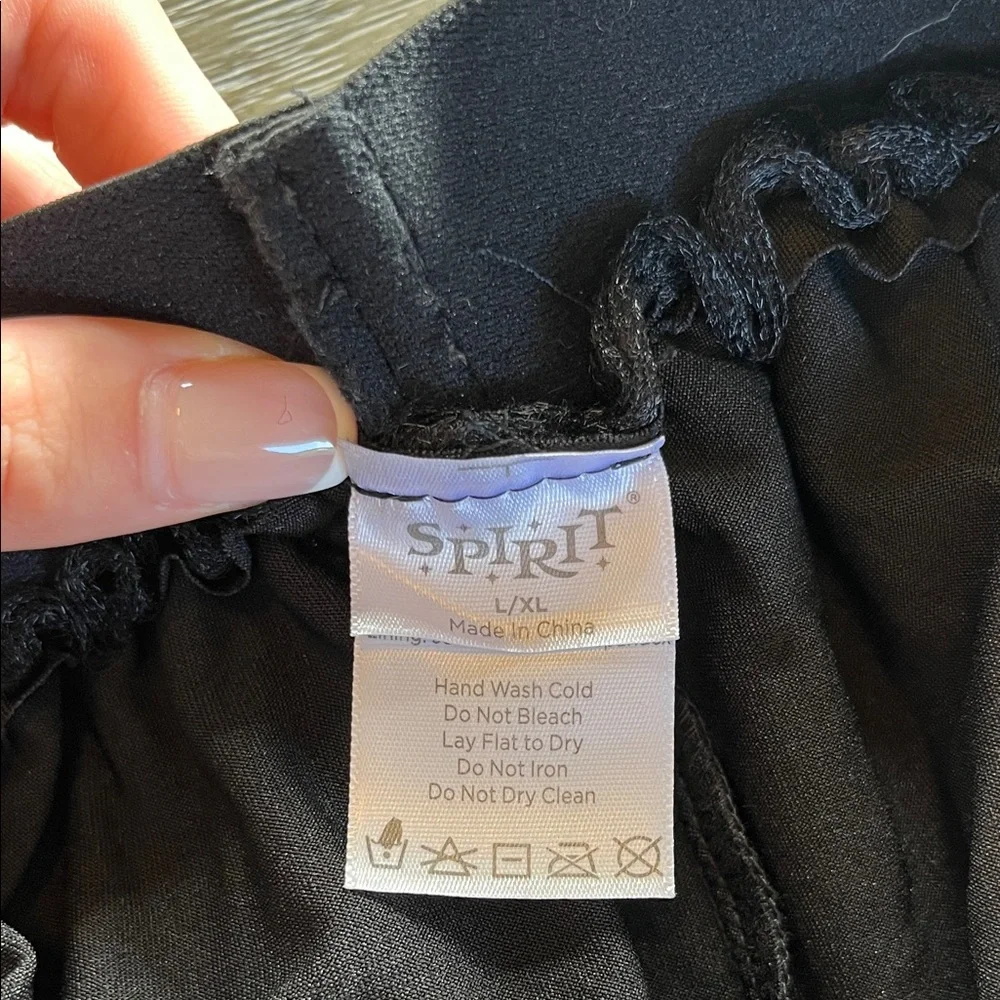 SPIRIT®
L/XL
Made In China
Lining:
Hand Wash Cold
Do Not Bleach
Lay Flat to Dry
Do Not Iron
Do Not Dry Clean